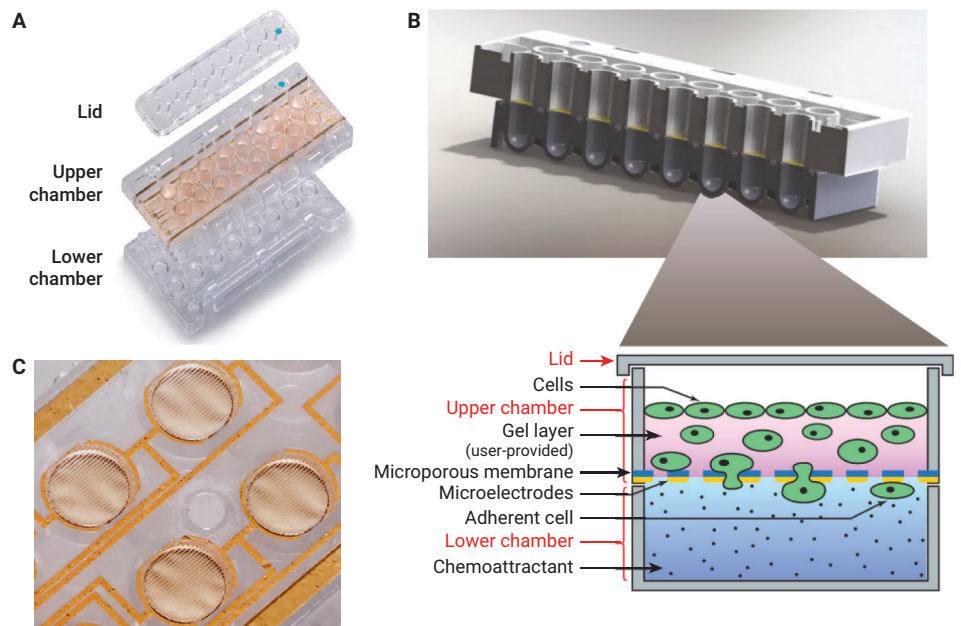 A
Lid
Upper
chamber
Lower
chamber
B
C
Lid
Cells
Upper chamber
Gel layer
(user-provided)
Microporous membrane
Microelectrodes
Adherent cell
Lower chamber
Chemoattractant